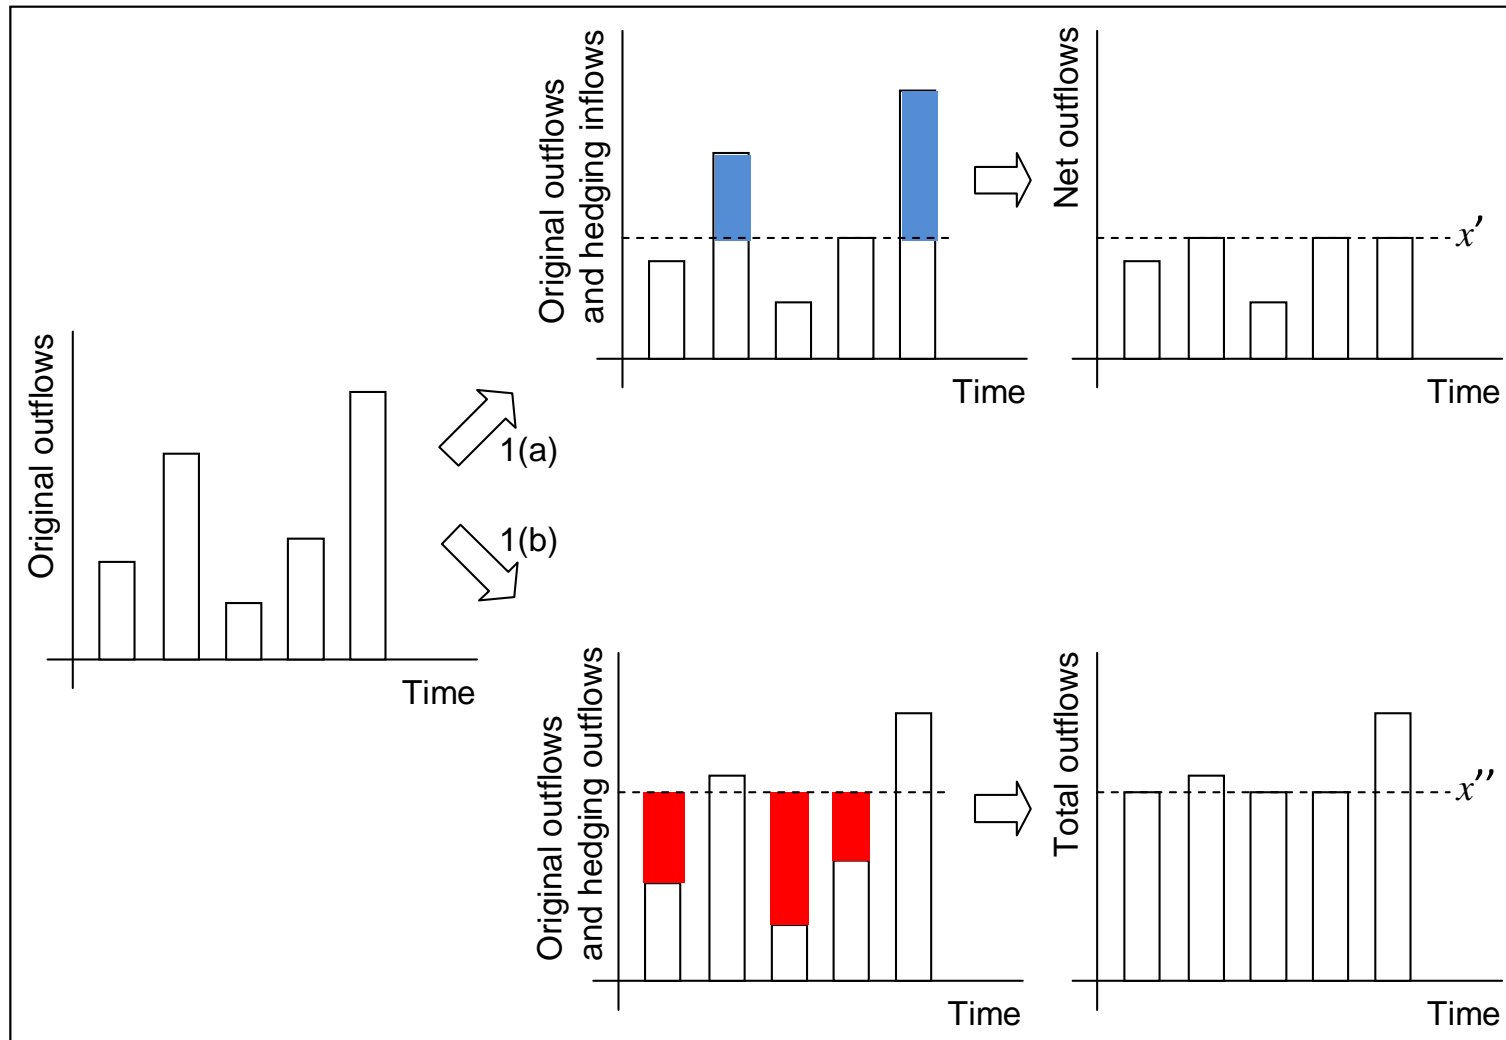 Original outflows
Time
1(a)
1(b)
Original outflows
and hedging inflows
Time
Net outflows
x'
Time
Original outflows
and hedging outflows
Time
Total outflows
x''
Time